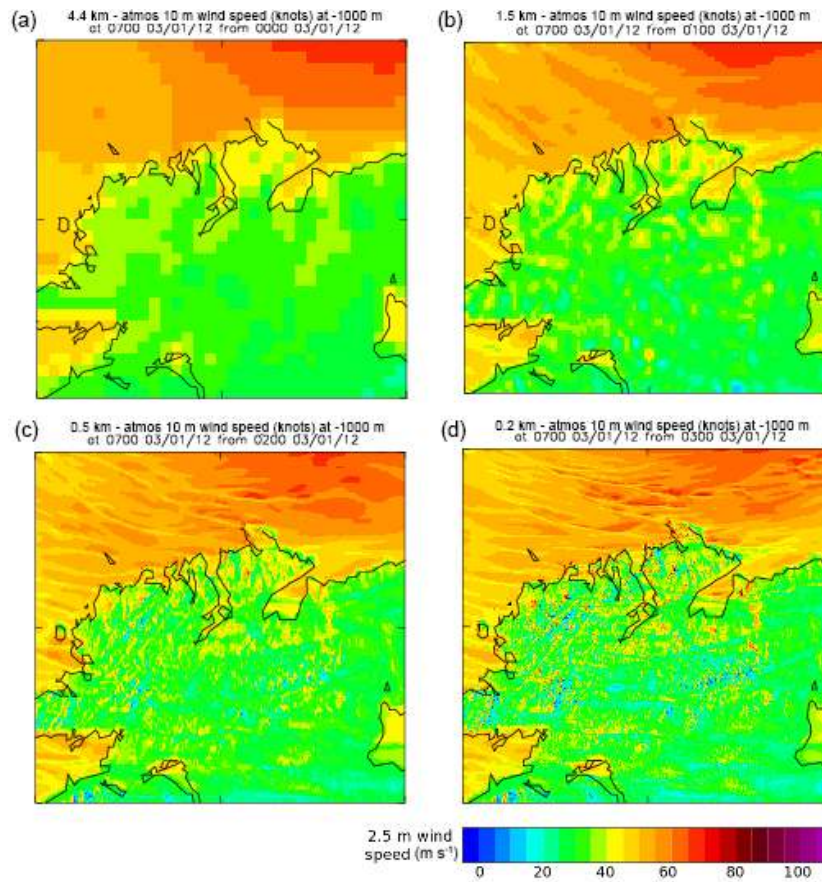 (a)
4.4 km - atmos 10 m wind speed (knots) at -1000 m
at 0700 03/01/12 from 0000 03/01/12
(b)
1.5 km - atmos 10 m wind speed (knots) at -1000 m
at 0700 03/01/12 from 0100 03/01/12
(c)
0.5 km - atmos 10 m wind speed (knots) at -1000 m
at 0700 03/01/12 from 0200 03/01/12
(d)
0.2 km - atmos 10 m wind speed (knots) at -1000 m
at 0700 03/01/12 from 0300 03/01/12
2.5 m wind
speed (m s⁻¹)
0 20 40 60 80 100